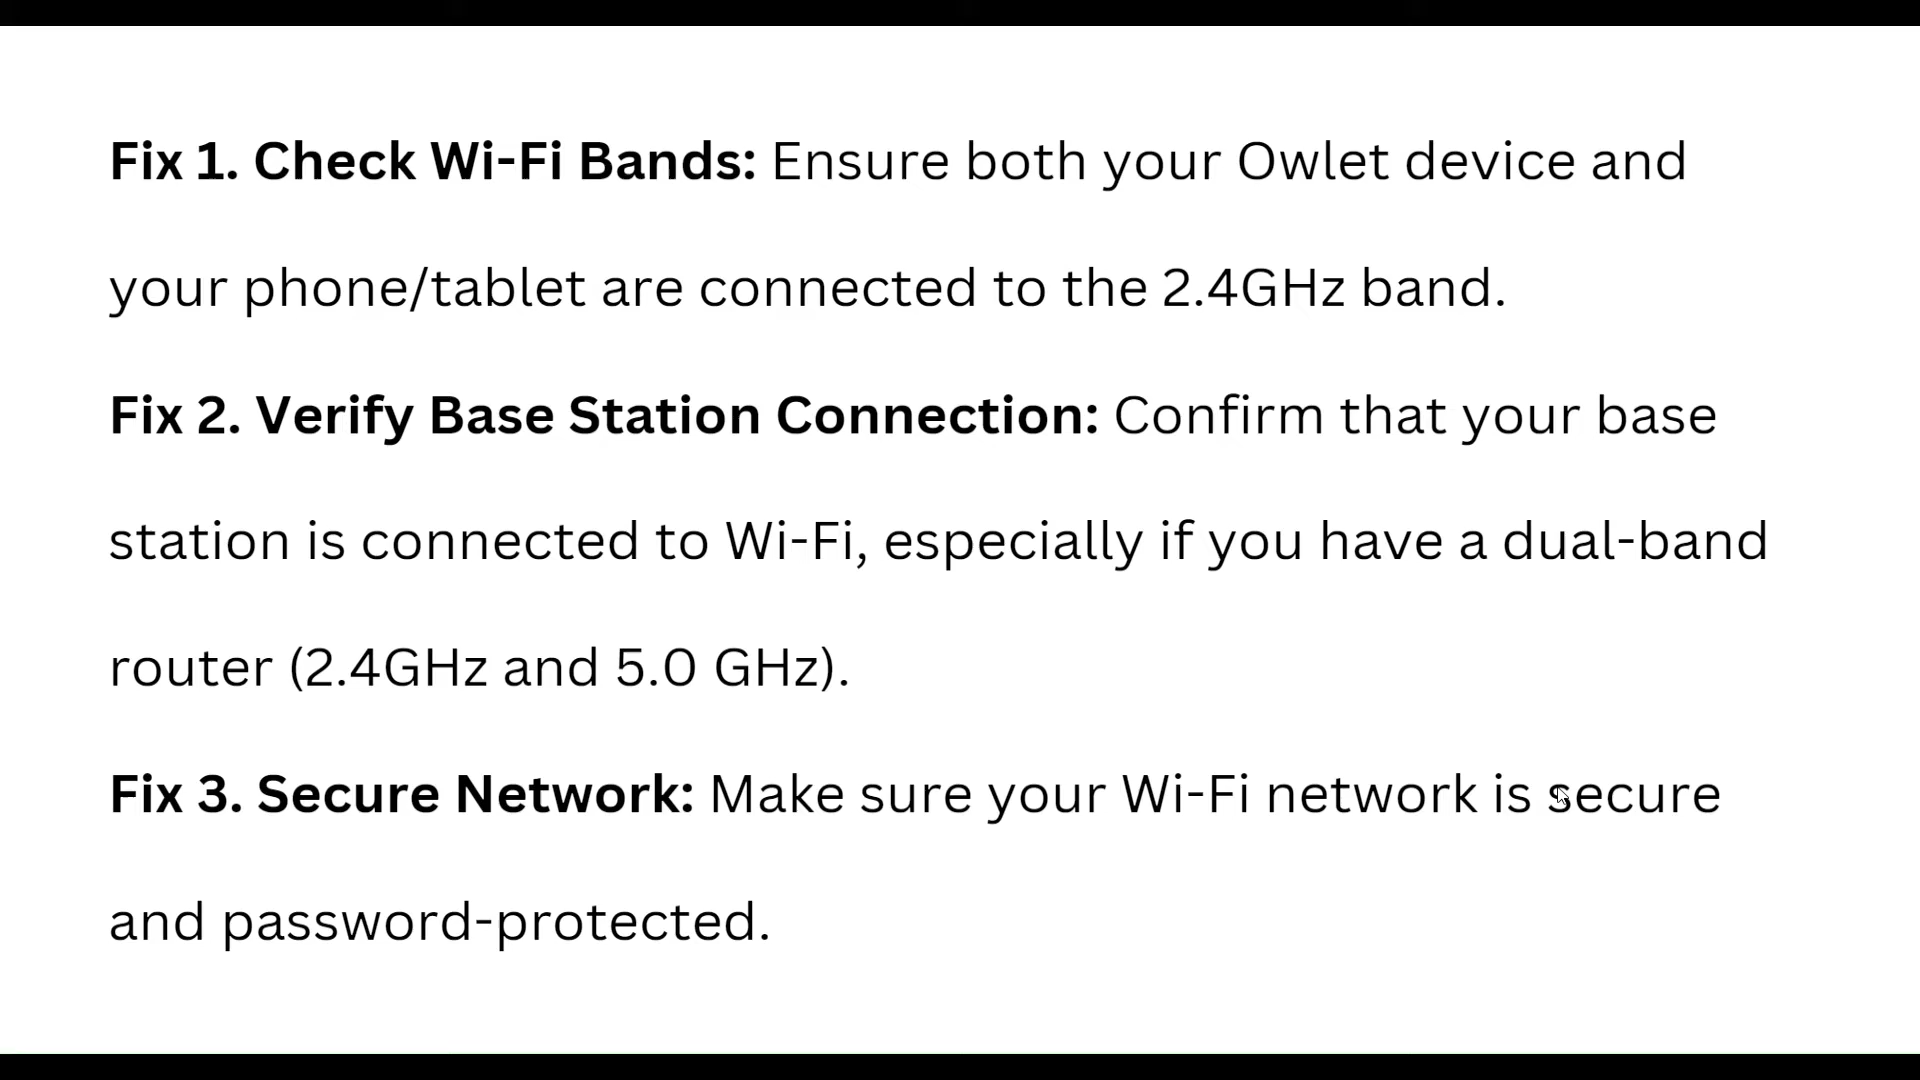 Fix 1. Check Wi-Fi Bands: Ensure both your Owlet device and
your phone/tablet are connected to the 2.4GHz band.
Fix 2. Verify Base Station Connection: Confirm that your base
station is connected to Wi-Fi, especially if you have a dual-band
router (2.4GHz and 5.0 GHz).
Fix 3. Secure Network: Make sure your Wi-Fi network is secure
and password-protected.